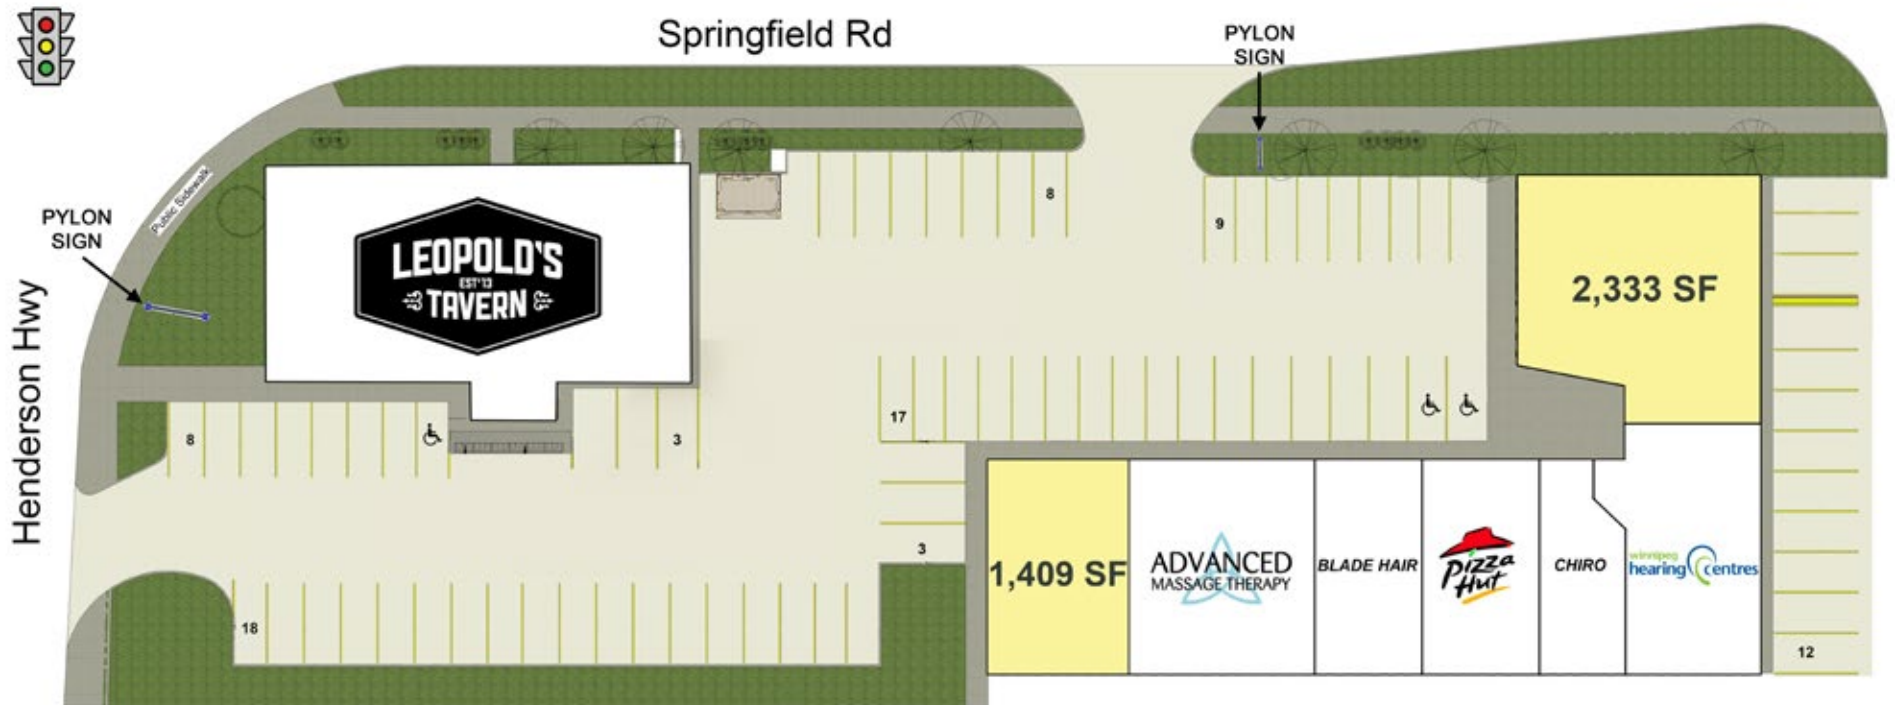 Springfield Rd
PYLON
SIGN
Public Sidewalk
PYLON
SIGN
Henderson Hwy
LEOPOLD'S
EST'13
TAVERN
8
9
2,333 SF
17
8
3
3
18
1,409 SF
ADVANCED
MASSAGE THERAPY
BLADE HAIR
Pizza
Hut
CHIRO
winnipeg
hearing centres
12